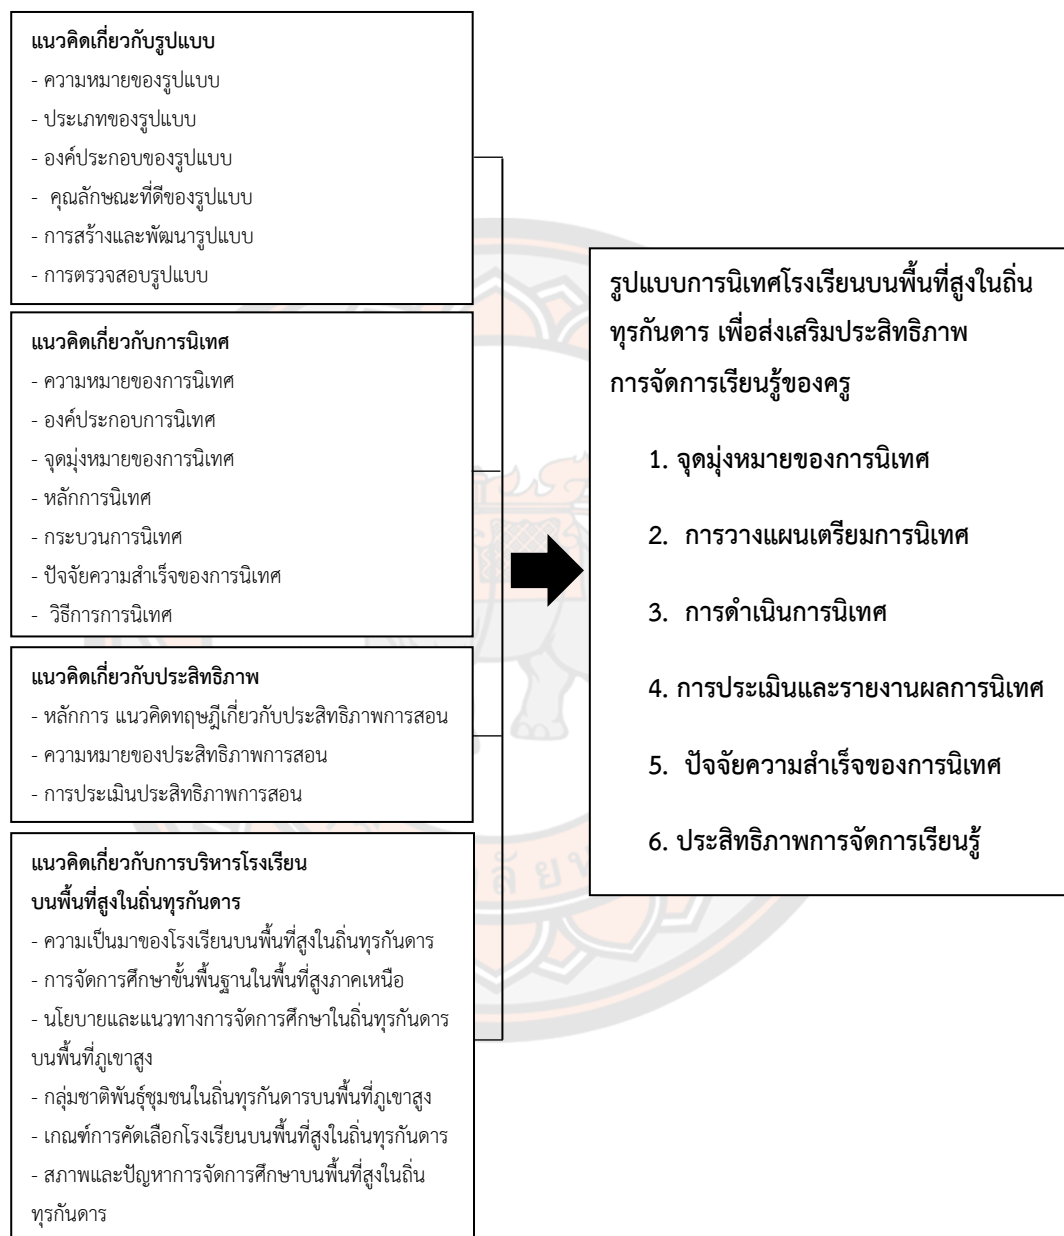 แนวคิดเกี่ยวกับรูปแบบ
- ความหมายของรูปแบบ
- ประเภทของรูปแบบ
- องค์ประกอบของรูปแบบ
- คุณลักษณะที่ดีของรูปแบบ
- การสร้างและพัฒนารูปแบบ
- การตรวจสอบรูปแบบ
แนวคิดเกี่ยวกับการนิเทศ
- ความหมายของการนิเทศ
- องค์ประกอบการนิเทศ
- จุดมุ่งหมายของการนิเทศ
- หลักการนิเทศ
- กระบวนการนิเทศ
- ปัจจัยความสำเร็จของการนิเทศ
- วิธีการการนิเทศ
แนวคิดเกี่ยวกับประสิทธิภาพ
- หลักการ แนวคิดทฤษฎีเกี่ยวกับประสิทธิภาพการสอน
- ความหมายของประสิทธิภาพการสอน
- การประเมินประสิทธิภาพการสอน
แนวคิดเกี่ยวกับการบริหารโรงเรียน
บนพื้นที่สูงในถิ่นทุรกันดาร
- ความเป็นมาของโรงเรียนบนพื้นที่สูงในถิ่นทุรกันดาร
- การจัดการศึกษาขั้นพื้นฐานในพื้นที่สูงภาคเหนือ
- นโยบายและแนวทางการจัดการศึกษาในถิ่นทุรกันดาร
บนพื้นที่ภูเขาสูง
- กลุ่มชาติพันธุ์ชุมชนในถิ่นทุรกันดารบนพื้นที่ภูเขาสูง
- เกณฑ์การคัดเลือกโรงเรียนบนพื้นที่สูงในถิ่นทุรกันดาร
- สภาพและปัญหาการจัดการศึกษาบนพื้นที่สูงในถิ่น
ทุรกันดาร
รูปแบบการนิเทศโรงเรียนบนพื้นที่สูงในถิ่น
ทุรกันดาร เพื่อส่งเสริมประสิทธิภาพ
การจัดการเรียนรู้ของครู
1. จุดมุ่งหมายของการนิเทศ
2. การวางแผนเตรียมการนิเทศ
3. การดำเนินการนิเทศ
4. การประเมินและรายงานผลการนิเทศ
5. ปัจจัยความสำเร็จของการนิเทศ
6. ประสิทธิภาพการจัดการเรียนรู้